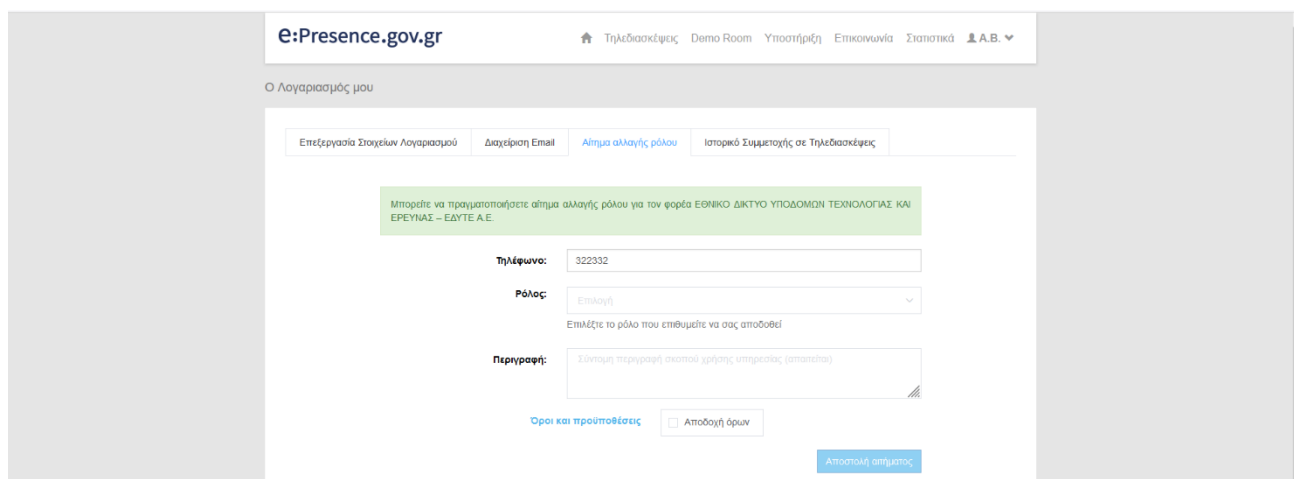 e:Presence.gov.gr
Τηλεδιασκέψεις Demo Room Υποστήριξη Επικοινωνία Στατιστικά A.B.
Ο Λογαριασμός μου
Επεξεργασία Στοιχείων Λογαριασμού Διαχείριση Email Αίτημα αλλαγής ρόλου Ιστορικό Συμμετοχής σε Τηλεδιασκέψεις
Μπορείτε να πραγματοποιήσετε αίτημα αλλαγής ρόλου για τον φορέα ΕΘΝΙΚΟ ΔΙΚΤΥΟ ΥΠΟΔΟΜΩΝ ΤΕΧΝΟΛΟΓΙΑΣ ΚΑΙ
ΕΡΕΥΝΑΣ – ΕΔΥΤΕ Α.Ε.
Τηλέφωνο: 322332
Ρόλος: Επιλογή
Επιλέξτε το ρόλο που επιθυμείτε να σας αποδοθεί
Περιγραφή: Σύντομη περιγραφή σκοπού χρήσης υπηρεσίας (απαιτείται)
Όροι και προϋποθέσεις Αποδοχή όρων
Αποστολή αιτήματος